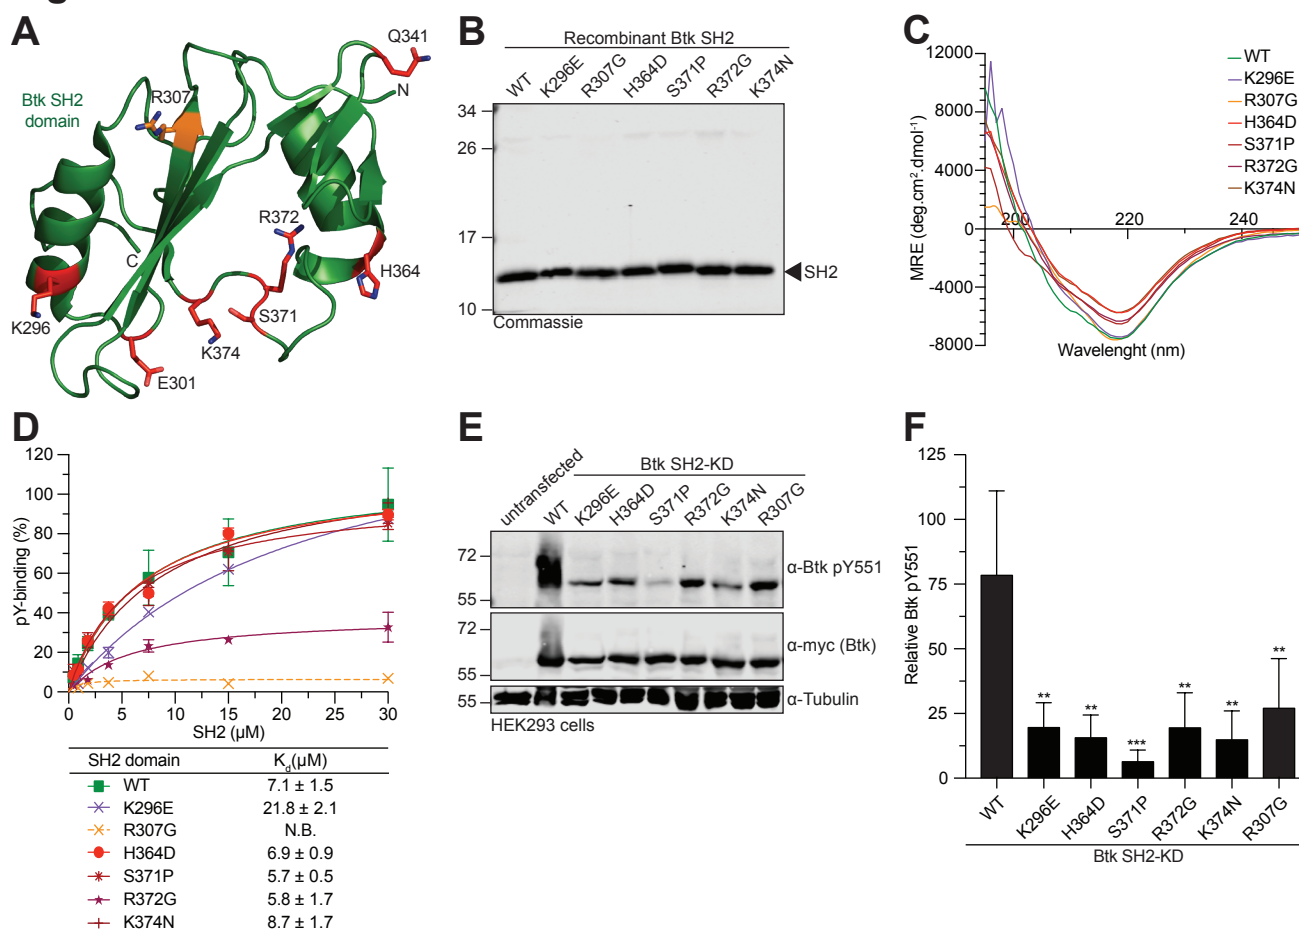 A
Btk SH2
domain
R307
Q341
N
R372
C
H364
S371
K296
K374
E301
B
Recombinant Btk SH2
WT
K296E
R307G
H364D
S371P
R372G
K374N
34
26
17
10
SH2
Commassie
C
MRE (deg.cm².dmol⁻¹)
12000
8000
4000
0
-4000
-8000
200
220
240
Wavelenght (nm)
WT
K296E
R307G
H364D
S371P
R372G
K374N
D
pY-binding (%)
120
100
80
60
40
20
0
0
5
10
15
20
25
30
SH2 (µM)
SH2 domain Kd(µM)
WT 7.1 ± 1.5
K296E 21.8 ± 2.1
R307G N.B.
H364D 6.9 ± 0.9
S371P 5.7 ± 0.5
R372G 5.8 ± 1.7
K374N 8.7 ± 1.7
E
Btk SH2-KD
untransfected
WT
K296E
H364D
S371P
R372G
K374N
R307G
72
55
α-Btk pY551
72
55
α-myc (Btk)
55
α-Tubulin
HEK293 cells
F
Relative Btk pY551
125
100
75
50
25
0
**
**
***
**
**
**
WT
K296E
H364D
S371P
R372G
K374N
R307G
Btk SH2-KD